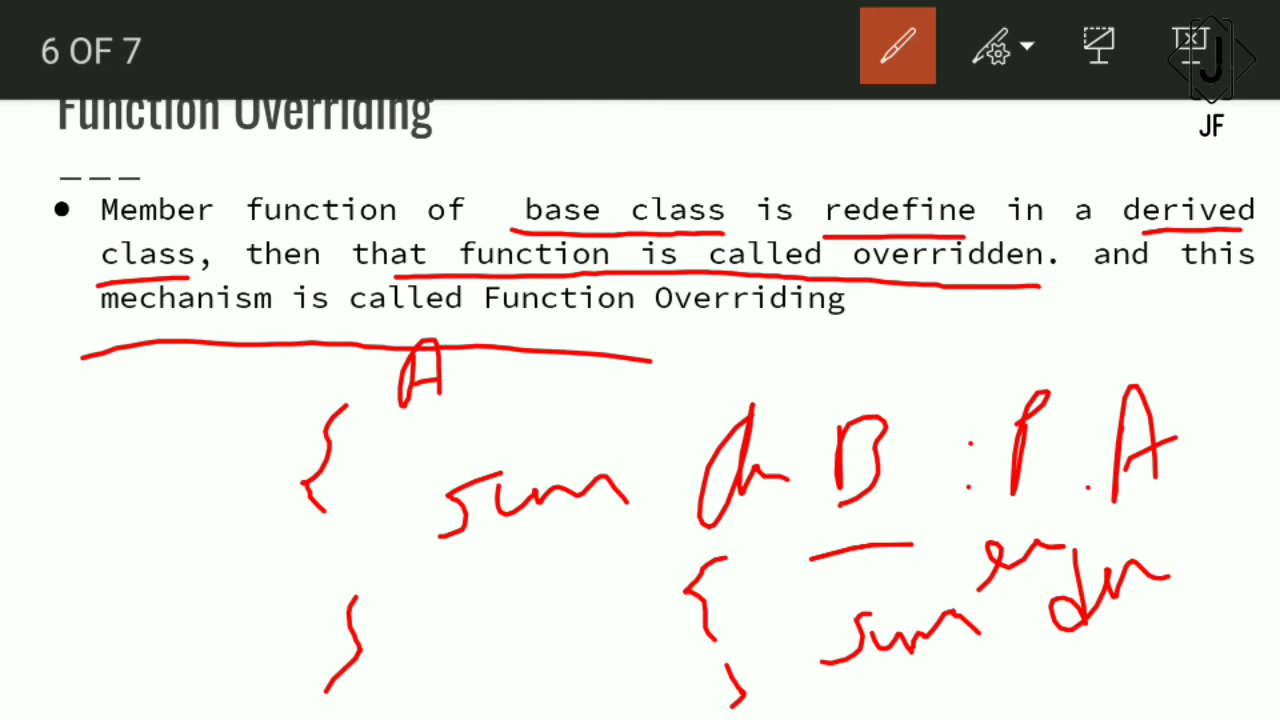 6 OF 7
J
JF
Function Overriding
Member function of base class is redefine in a derived
class, then that function is called overridden. and this
mechanism is called Function Overriding
A
{
B : P. A
sum
{
sum
}
}